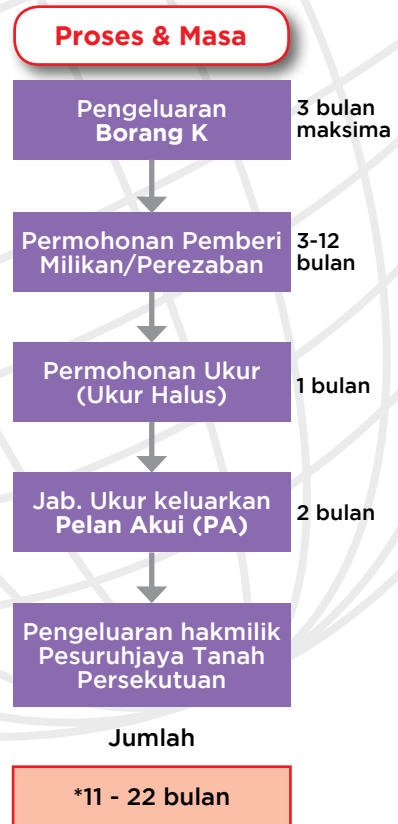 Proses & Masa
Pengeluaran
Borang K
3 bulan
maksima
Permohonan Pemberi
Milikan/Perezaban
3-12
bulan
Permohonan Ukur
(Ukur Halus)
1 bulan
Jab. Ukur keluarkan
Pelan Akui (PA)
2 bulan
Pengeluaran hakmilik
Pesuruhjaya Tanah
Persekutuan
Jumlah
*11 - 22 bulan